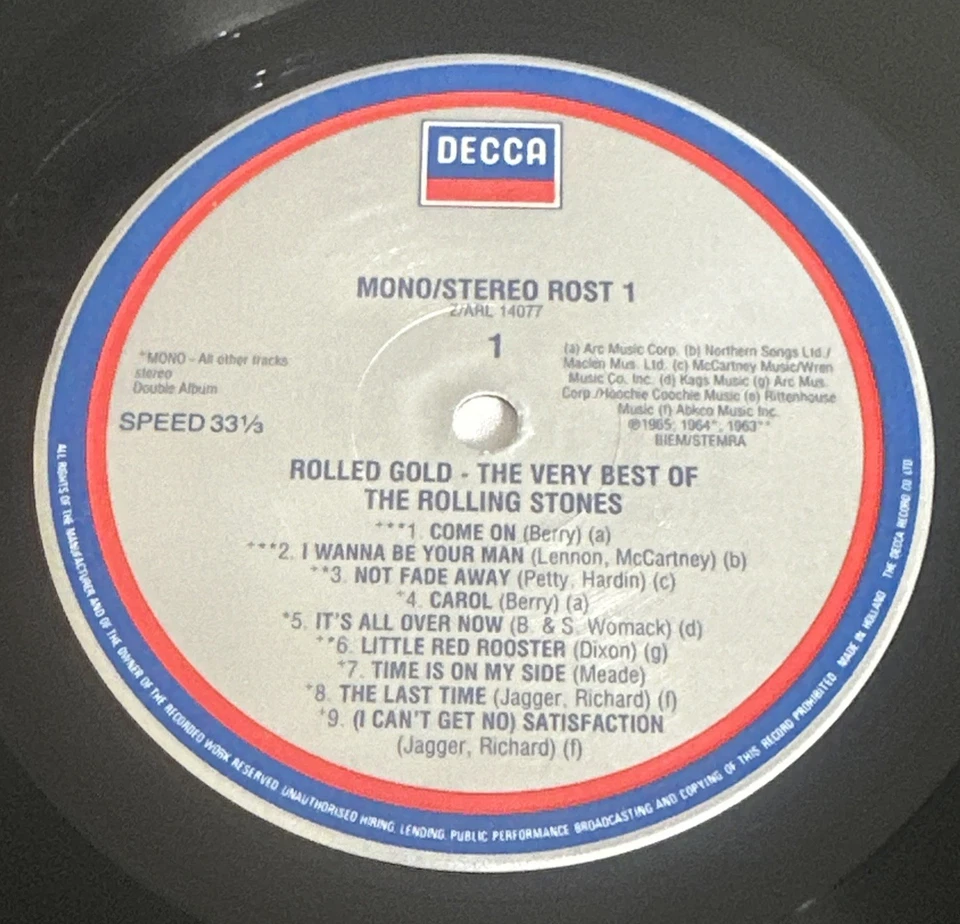 DECCA
MONO/STEREO ROST 1
2/ARL 14077
1
*MONO - All other tracks
stereo
Double Album
SPEED 33⅓
(a) Arc Music Corp. (b) Northern Songs Ltd./
Maclen Mus. Ltd. (c) McCartney Music/Wren
Music Co. Inc. (d) Kags Music (g) Arc Mus.
Corp./Hoochie Coochie Music (e) Rittenhouse
Music (f) Abkco Music Inc.
℗1965, 1964*, 1963**
BIEM/STEMRA
ROLLED GOLD - THE VERY BEST OF
THE ROLLING STONES
***1. COME ON (Berry) (a)
***2. I WANNA BE YOUR MAN (Lennon, McCartney) (b)
**3. NOT FADE AWAY (Petty, Hardin) (c)
*4. CAROL (Berry) (a)
*5. IT'S ALL OVER NOW (B. & S. Womack) (d)
**6. LITTLE RED ROOSTER (Dixon) (g)
*7. TIME IS ON MY SIDE (Meade)
*8. THE LAST TIME (Jagger, Richard) (f)
*9. (I CAN'T GET NO) SATISFACTION
(Jagger, Richard) (f)
ALL RIGHTS OF THE MANUFACTURER AND OF THE OWNER OF THE RECORDED WORK RESERVED. UNAUTHORISED HIRING, LENDING, PUBLIC PERFORMANCE BROADCASTING AND COPYING OF THIS RECORD PROHIBITED. MADE IN HOLLAND THE DECCA RECORD CO LTD